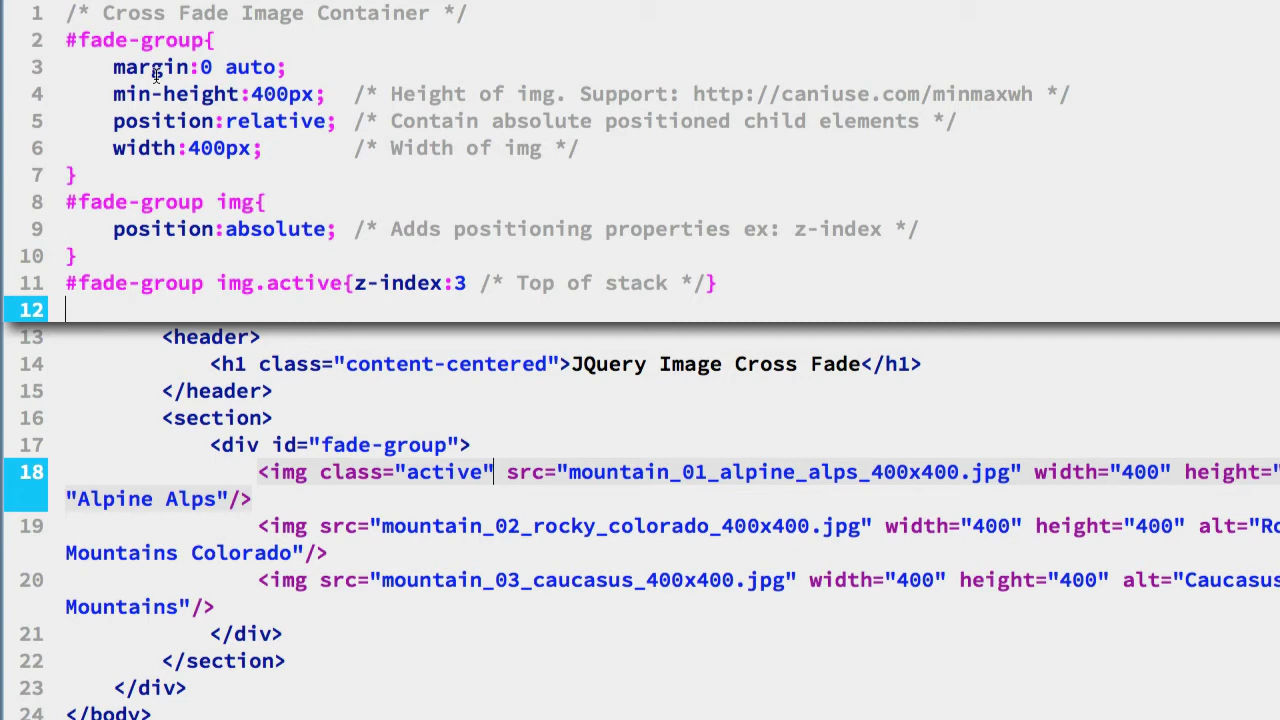 1 /* Cross Fade Image Container */
2 #fade-group{
3 margin:0 auto;
4 min-height:400px; /* Height of img. Support: http://caniuse.com/minmaxwh */
5 position:relative; /* Contain absolute positioned child elements */
6 width:400px; /* Width of img */
7 }
8 #fade-group img{
9 position:absolute; /* Adds positioning properties ex: z-index */
10 }
11 #fade-group img.active{z-index:3 /* Top of stack */}
12
13 <header>
14 <h1 class="content-centered">JQuery Image Cross Fade</h1>
15 </header>
16 <section>
17 <div id="fade-group">
18 <img class="active" src="mountain_01_alpine_alps_400x400.jpg" width="400" height="
"Alpine Alps"/>
19 <img src="mountain_02_rocky_colorado_400x400.jpg" width="400" height="400" alt="Ro
Mountains Colorado"/>
20 <img src="mountain_03_caucasus_400x400.jpg" width="400" height="400" alt="Caucasus
Mountains"/>
21 </div>
22 </section>
23 </div>
24 </body>